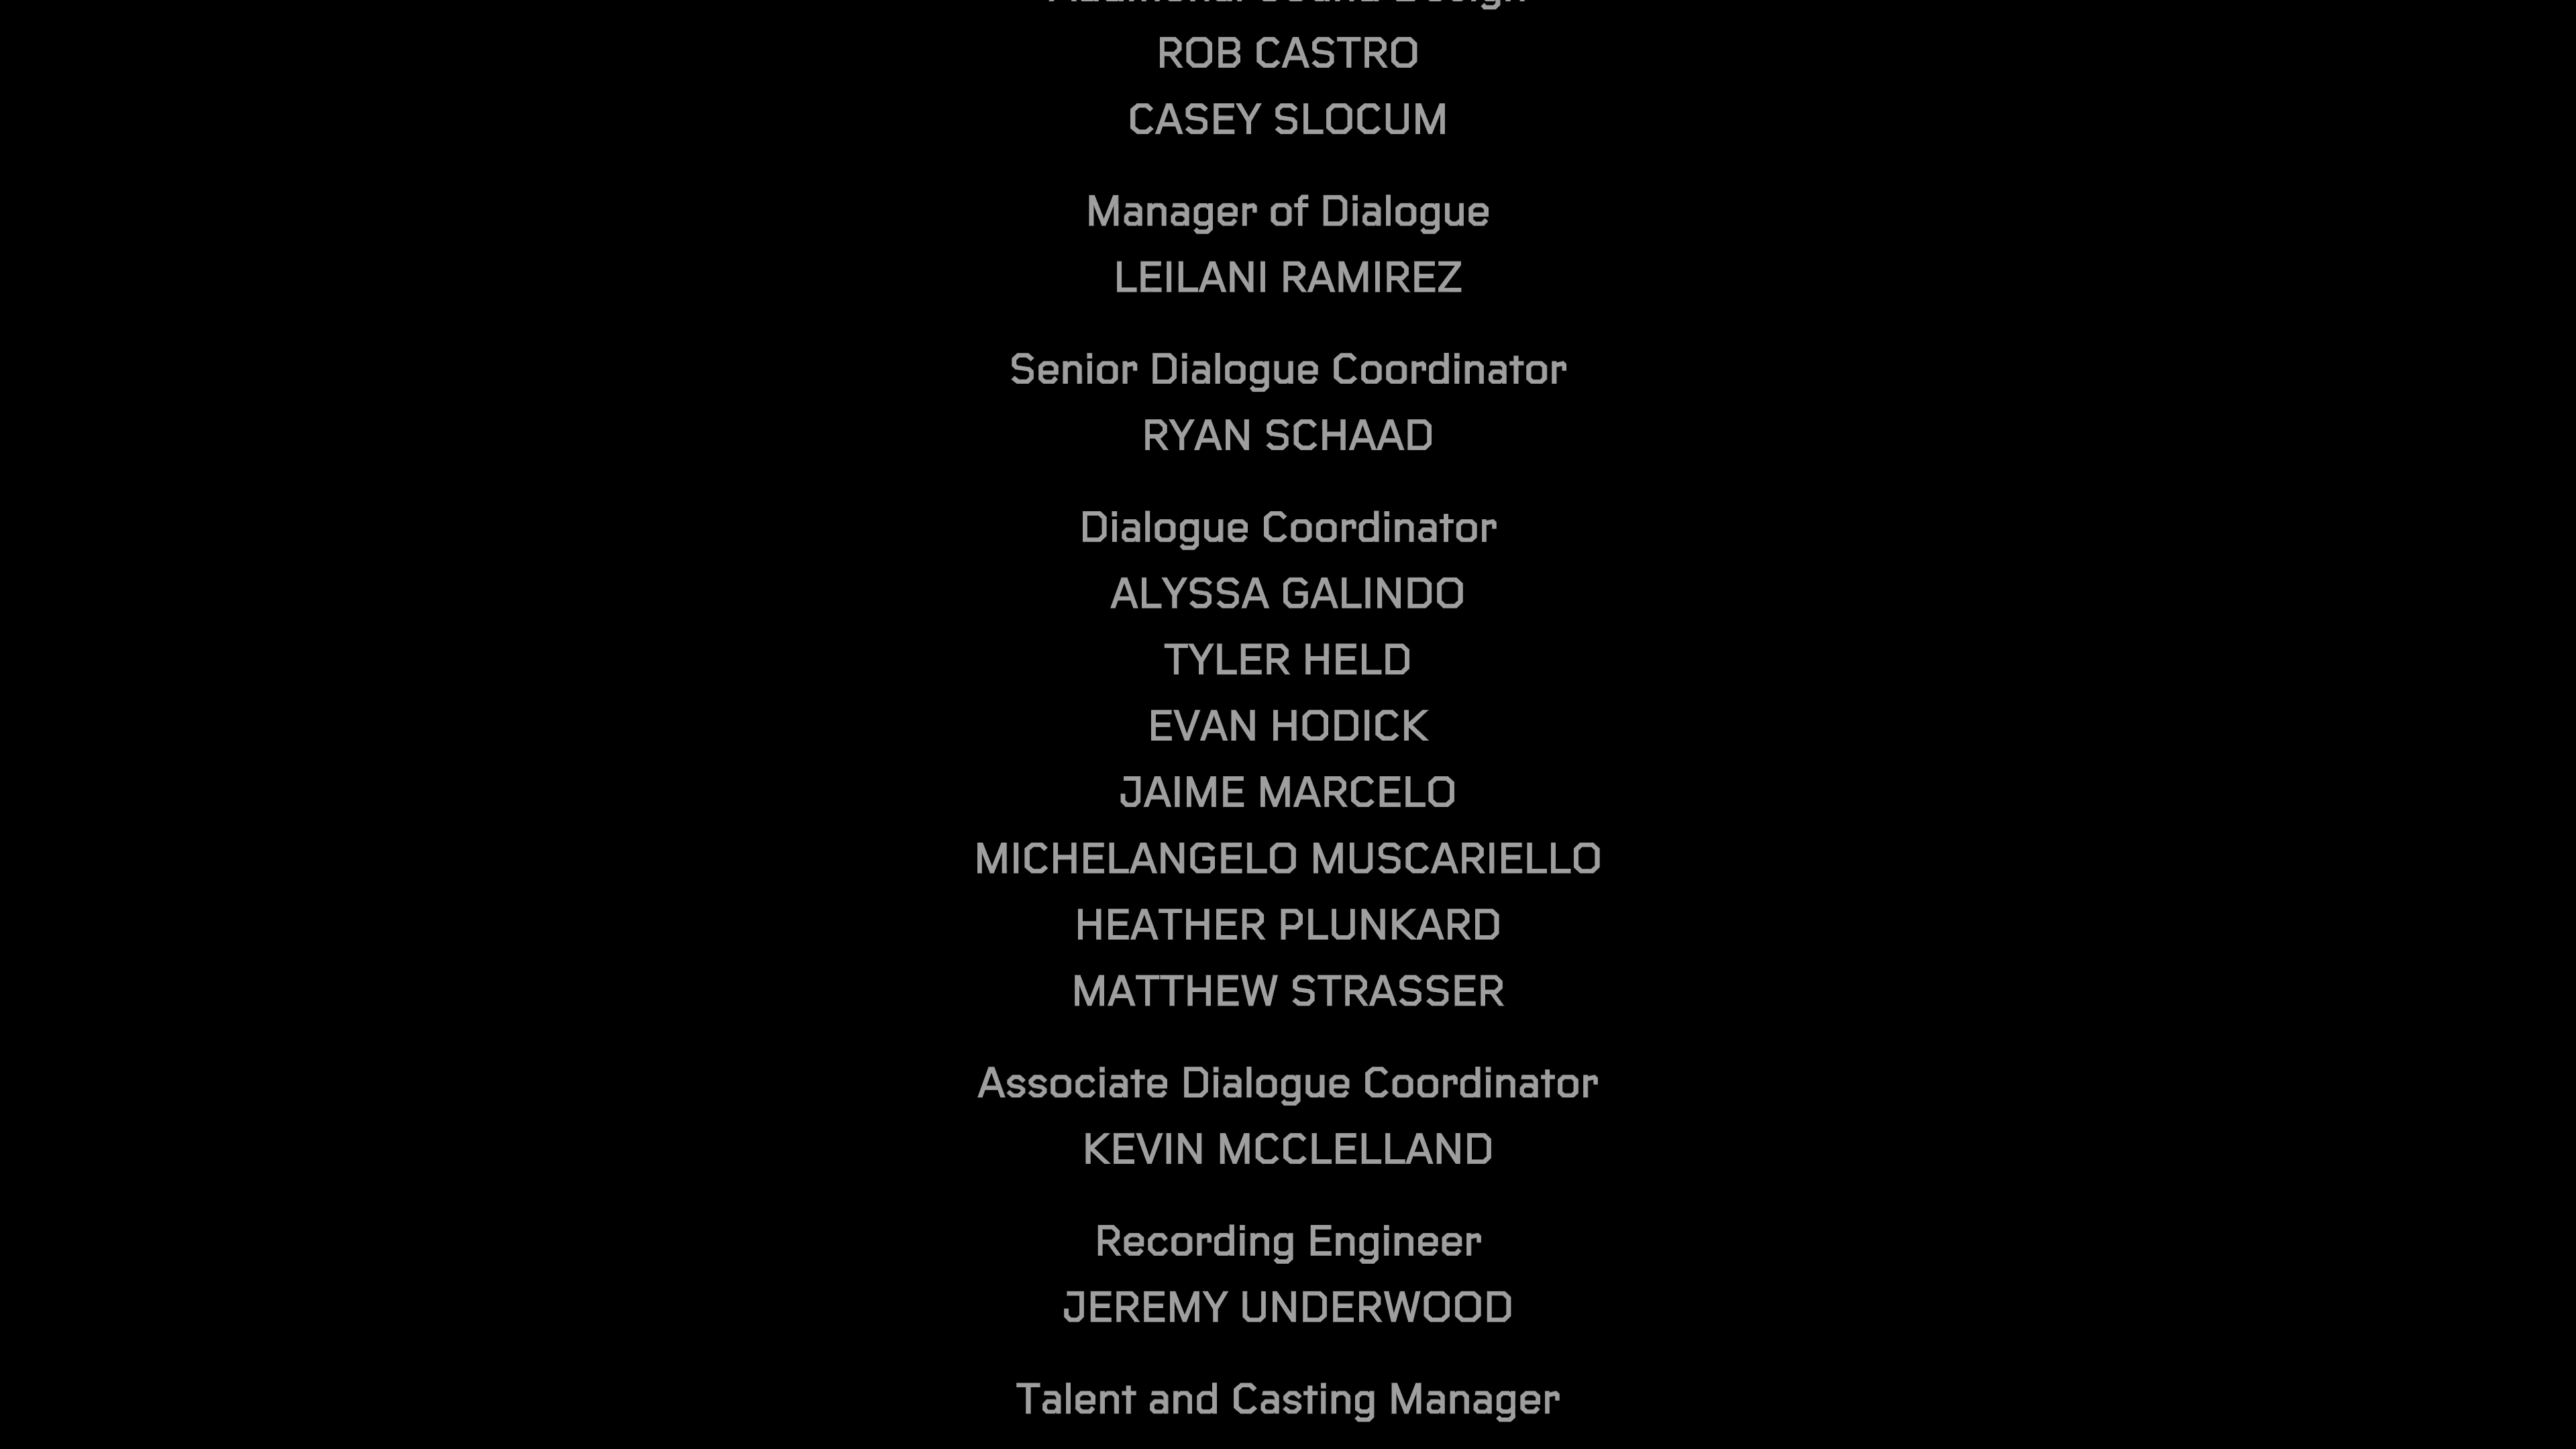 ROB CASTRO
CASEY SLOCUM
Manager of Dialogue
LEILANI RAMIREZ
Senior Dialogue Coordinator
RYAN SCHAAD
Dialogue Coordinator
ALYSSA GALINDO
TYLER HELD
EVAN HODICK
JAIME MARCELO
MICHELANGELO MUSCARIELLO
HEATHER PLUNKARD
MATTHEW STRASSER
Associate Dialogue Coordinator
KEVIN MCCLELLAND
Recording Engineer
JEREMY UNDERWOOD
Talent and Casting Manager